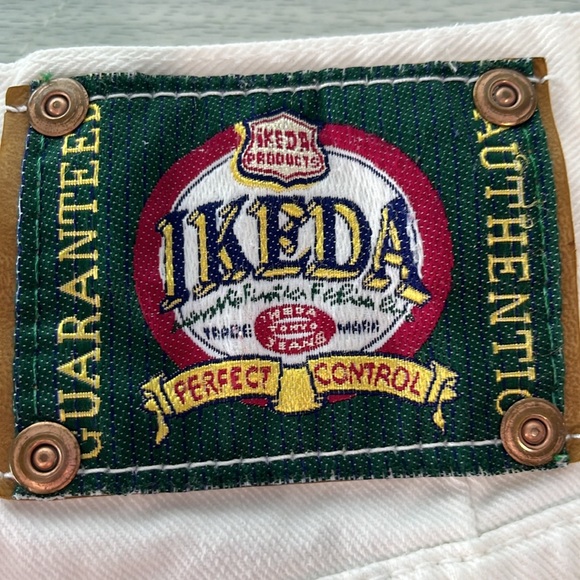 GUARANTEED
IKEDA
PRODUCTS
IKEDA
TRADE MARK
IKEDA
TOKYO
JEANS
PERFECT CONTROL
AUTHENTIC